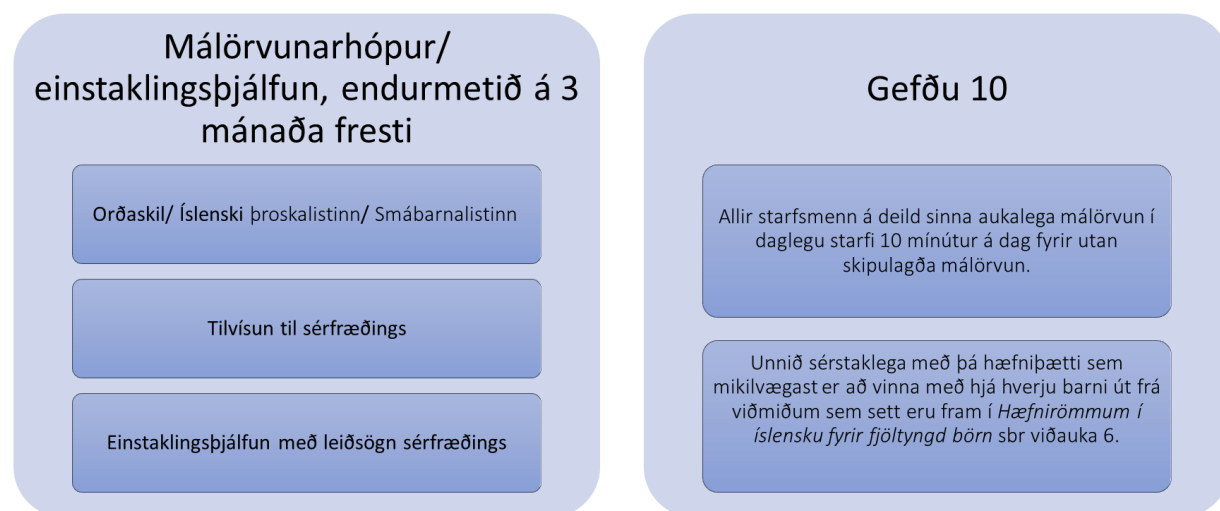 Málörvunarhópur/
einstaklingsþjálfun, endurmetið á 3
mánaða fresti
Orðaskil/ Íslenski þroskalistinn/ Smábarnalistinn
Tilvísun til sérfræðings
Einstaklingsþjálfun með leiðsögn sérfræðings
Gefðu 10
Allir starfsmenn á deild sinna aukalega málörvun í
daglegu starfi 10 mínútur á dag fyrir utan
skipulagða málörvun.
Unnið sérstaklega með þá hæfniþætti sem
mikilvægast er að vinna með hjá hverju barni út frá
viðmiðum sem sett eru fram í Hæfnirömmum í
íslensku fyrir fjöltyngd börn sbr viðauka 6.